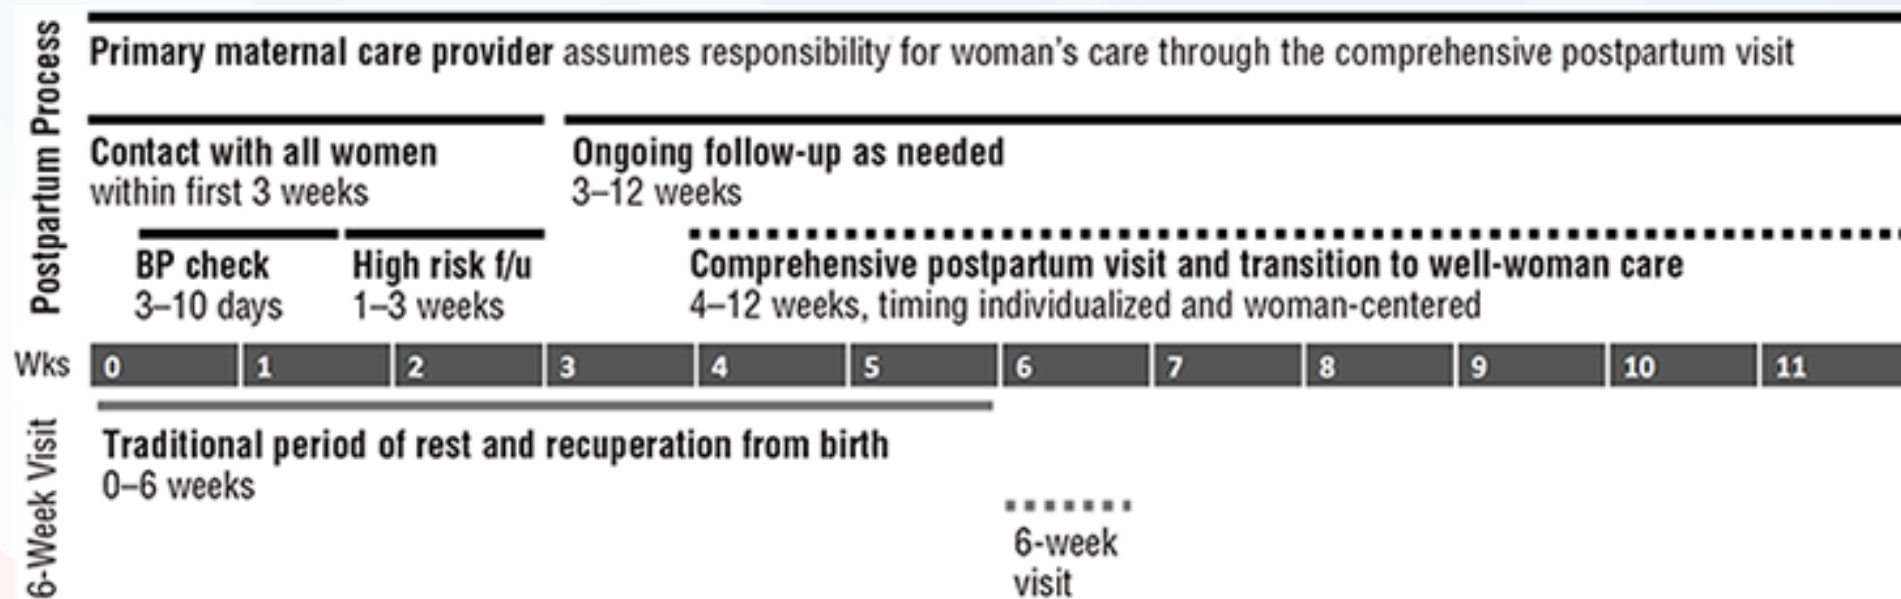 Postpartum Process
Primary maternal care provider assumes responsibility for woman's care through the comprehensive postpartum visit
Contact with all women
within first 3 weeks
Ongoing follow-up as needed
3–12 weeks
BP check
3–10 days
High risk f/u
1–3 weeks
Comprehensive postpartum visit and transition to well-woman care
4–12 weeks, timing individualized and woman-centered
Wks 0 1 2 3 4 5 6 7 8 9 10 11
6-Week Visit
Traditional period of rest and recuperation from birth
0–6 weeks
6-week
visit